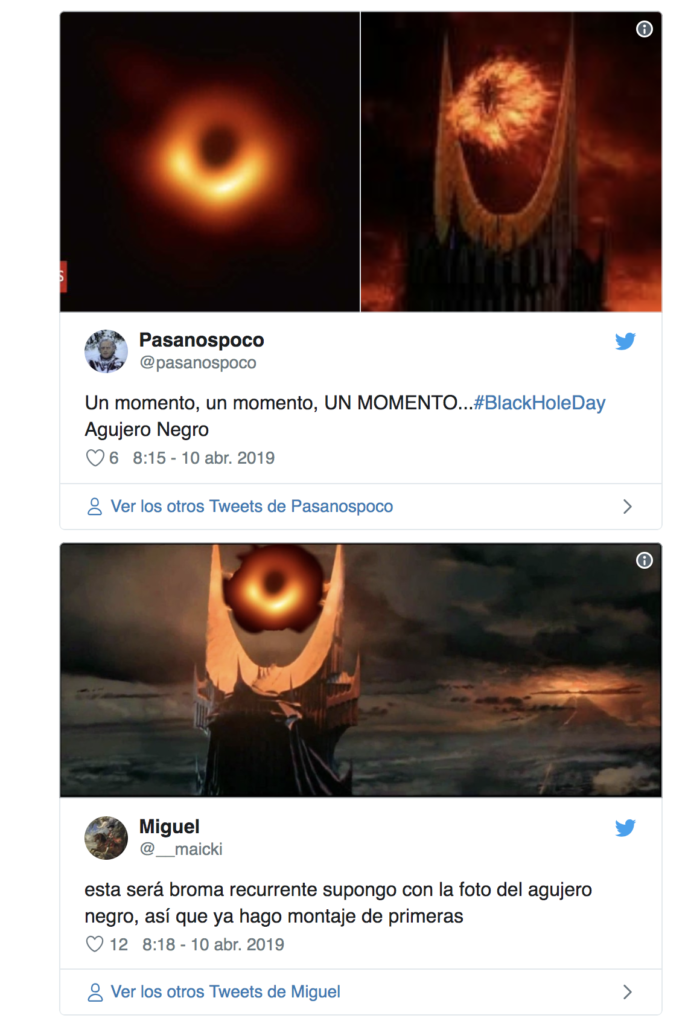 S
Pasanospoco
@pasanospoco
Un momento, un momento, UN MOMENTO...#BlackHoleDay
Agujero Negro
6 8:15 - 10 abr. 2019
Ver los otros Tweets de Pasanospoco
Miguel
@__maicki
esta será broma recurrente supongo con la foto del agujero
negro, así que ya hago montaje de primeras
12 8:18 - 10 abr. 2019
Ver los otros Tweets de Miguel